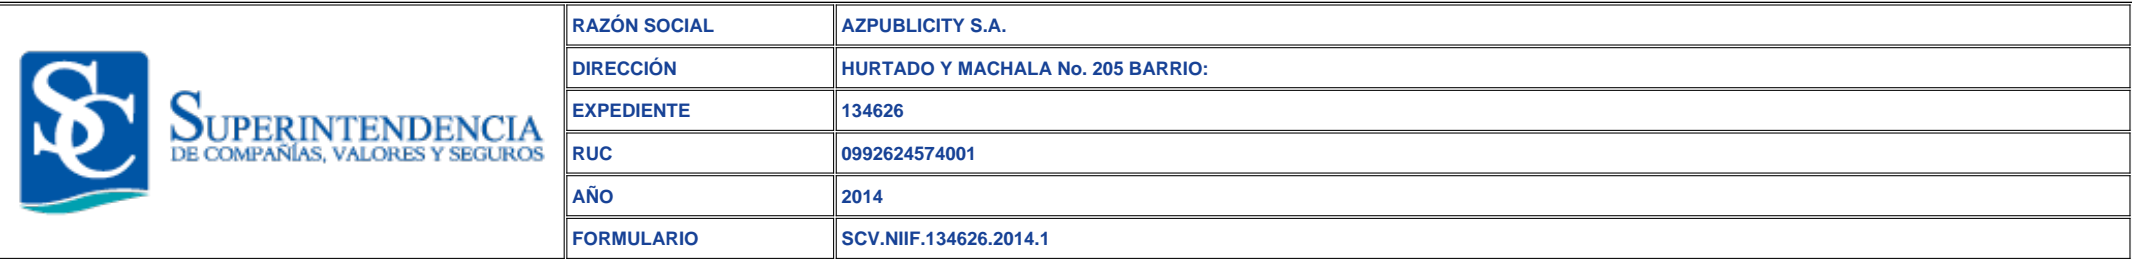 SC
SUPERINTENDENCIA
DE COMPAÑÍAS, VALORES Y SEGUROS
RAZÓN SOCIAL AZPUBLICITY S.A.
DIRECCIÓN HURTADO Y MACHALA No. 205 BARRIO:
EXPEDIENTE 134626
RUC 0992624574001
AÑO 2014
FORMULARIO SCV.NIIF.134626.2014.1